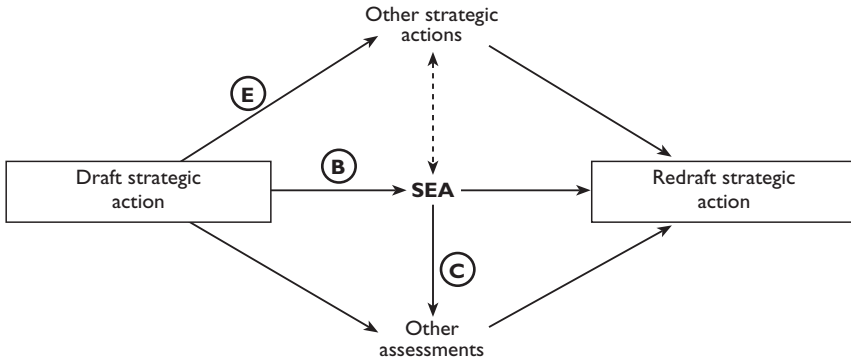 Other strategic
actions
E
B
Draft strategic
action
SEA
Redraft strategic
action
C
Other
assessments